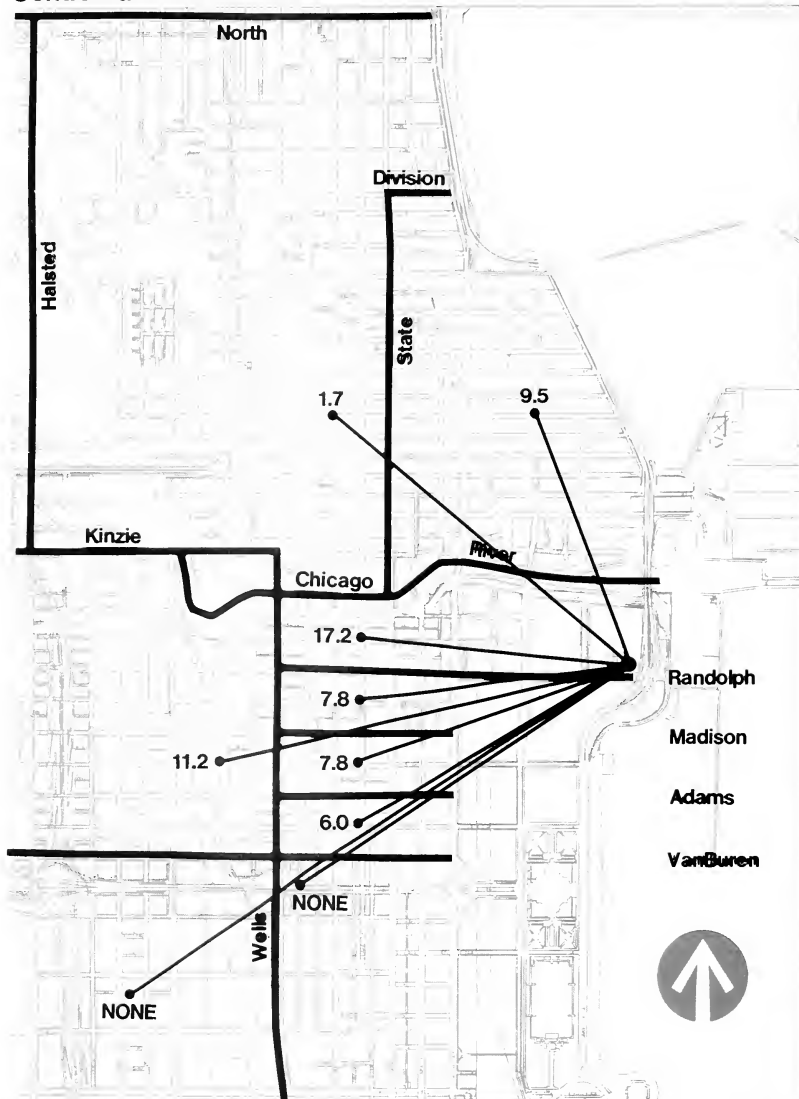 North
Division
Halsted
State
1.7
9.5
Kinzie
River
Chicago
17.2
Randolph
7.8
Madison
11.2
7.8
Adams
6.0
VanBuren
NONE
Wells
NONE